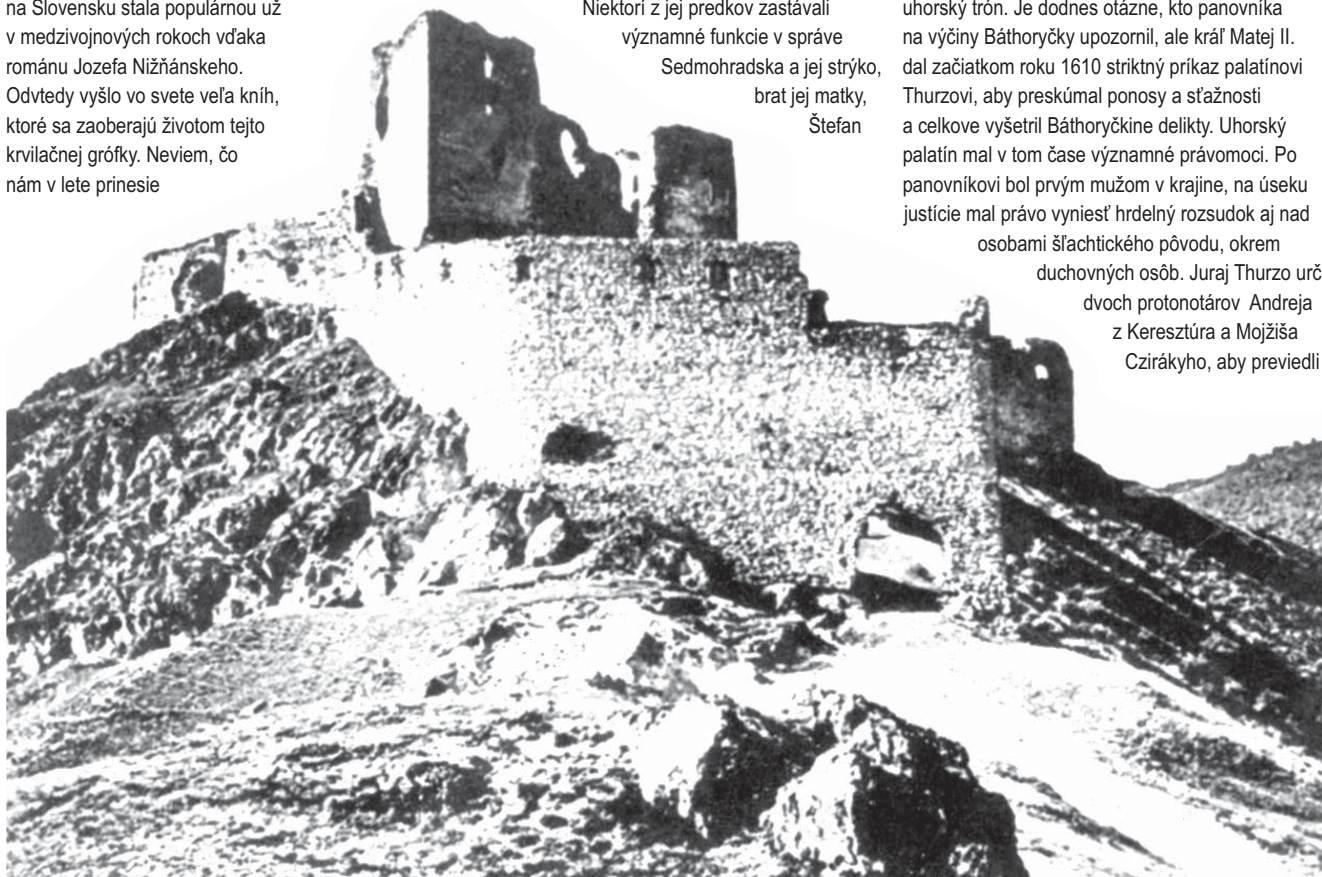 na Slovensku stala populárnou už
v medzivojnových rokoch vďaka
románu Jozefa Nižňánskeho.
Odvtedy vyšlo vo svete veľa kníh,
ktoré sa zaoberajú životom tejto
krvilačnej grófky. Neviem, čo
nám v lete prinesie
Niektorí z jej predkov zastávali
významné funkcie v správe
Sedmohradska a jej strýko,
brat jej matky,
Štefan
uhorský trón. Je dodnes otázne, kto panovníka
na výčiny Báthoryčky upozornil, ale kráľ Matej II.
dal začiatkom roku 1610 striktný príkaz palatínovi
Thurzovi, aby preskúmal ponosy a sťažnosti
a celkove vyšetril Báthoryčkine delikty. Uhorský
palatín mal v tom čase významné právomoci. Po
panovníkovi bol prvým mužom v krajine, na úseku
justície mal právo vyniesť hrdelný rozsudok aj nad
osobami šľachtického pôvodu, okrem
duchovných osôb. Juraj Thurzo urč
dvoch protonotárov Andreja
z Keresztúra a Mojžiša
Czirákyho, aby previedli